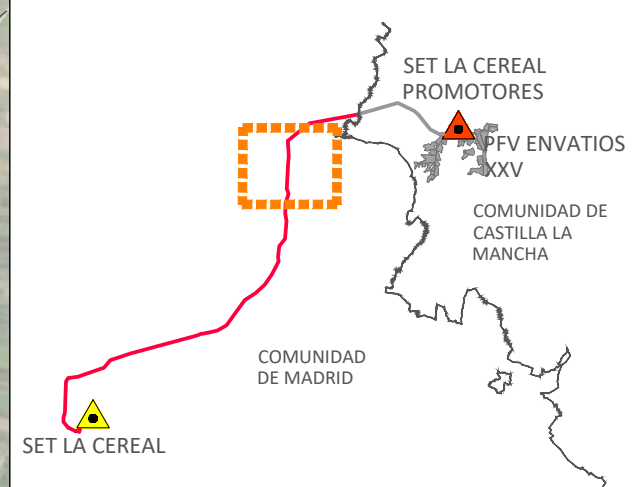 SET LA CEREAL
PROMOTORES
PFV ENVATIOS
XXV
COMUNIDAD DE
CASTILLA LA
MANCHA
COMUNIDAD
DE MADRID
SET LA CEREAL